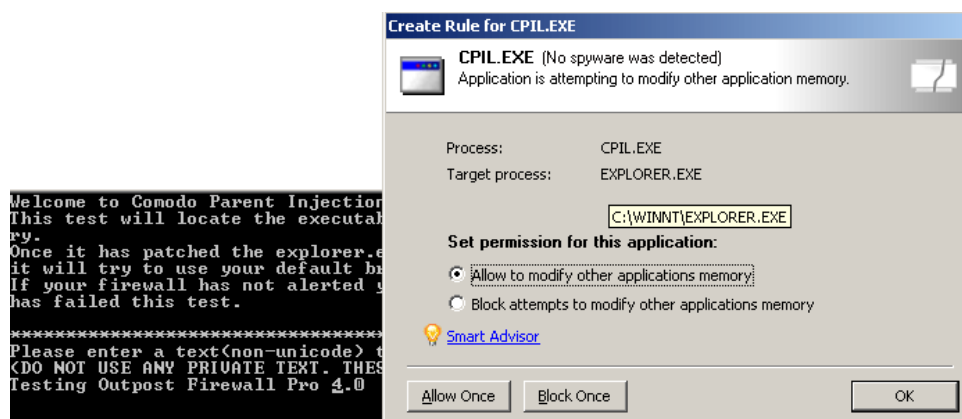 Create Rule for CPIL.EXE
CPIL.EXE (No spyware was detected)
Application is attempting to modify other application memory.
Process: CPIL.EXE
Target process: EXPLORER.EXE
C:\WINNT\EXPLORER.EXE
Set permission for this application:
Allow to modify other applications memory
Block attempts to modify other applications memory
Smart Advisor
Allow Once Block Once OK
Welcome to Comodo Parent Injection
This test will locate the executab
ry.
Once it has patched the explorer.e
it will try to use your default br
If your firewall has not alerted y
has failed this test.
************************************
Please enter a text(non-unicode) t
(DO NOT USE ANY PRIVATE TEXT. THES
Testing Outpost Firewall Pro 4.0